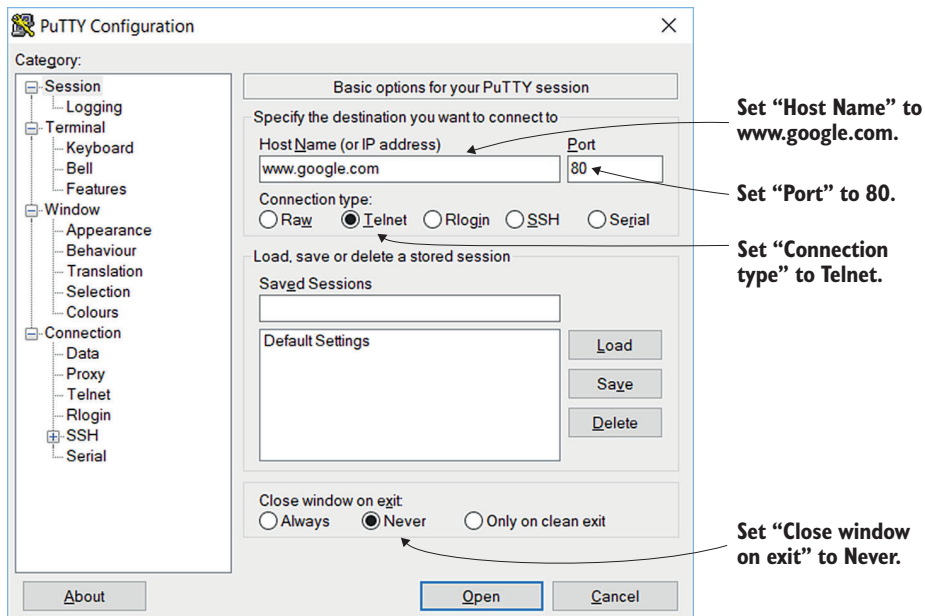 PuTTY Configuration
Category:
Session
Logging
Terminal
Keyboard
Bell
Features
Window
Appearance
Behaviour
Translation
Selection
Colours
Connection
Data
Proxy
Telnet
Rlogin
SSH
Serial
Basic options for your PuTTY session
Specify the destination you want to connect to
Host Name (or IP address) Port
www.google.com 80
Connection type:
Raw Telnet Rlogin SSH Serial
Load, save or delete a stored session
Saved Sessions
Default Settings
Load
Save
Delete
Close window on exit:
Always Never Only on clean exit
About Open Cancel
Set “Host Name” to
www.google.com.
Set “Port” to 80.
Set “Connection
type” to Telnet.
Set “Close window
on exit” to Never.